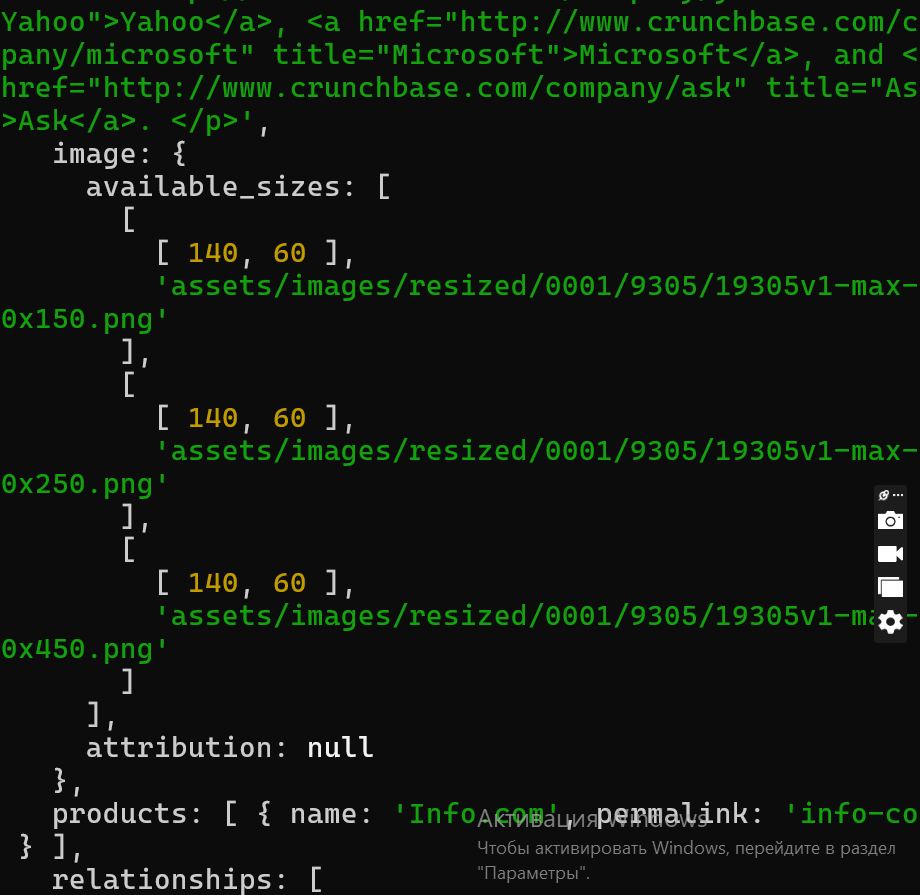 Yahoo">Yahoo</a>, <a href="http://www.crunchbase.com/c
pany/microsoft" title="Microsoft">Microsoft</a>, and <
href="http://www.crunchbase.com/company/ask" title="As
>Ask</a>. </p>',
image: {
available_sizes: [
[
[ 140, 60 ],
'assets/images/resized/0001/9305/19305v1-max-
0x150.png'
],
[
[ 140, 60 ],
'assets/images/resized/0001/9305/19305v1-max-
0x250.png'
],
[
[ 140, 60 ],
'assets/images/resized/0001/9305/19305v1-max-
0x450.png'
]
],
attribution: null
},
products: [ { name: 'Info.com', permalink: 'info-co
} ],
relationships: [
Активация Windows
Чтобы активировать Windows, перейдите в раздел
"Параметры".